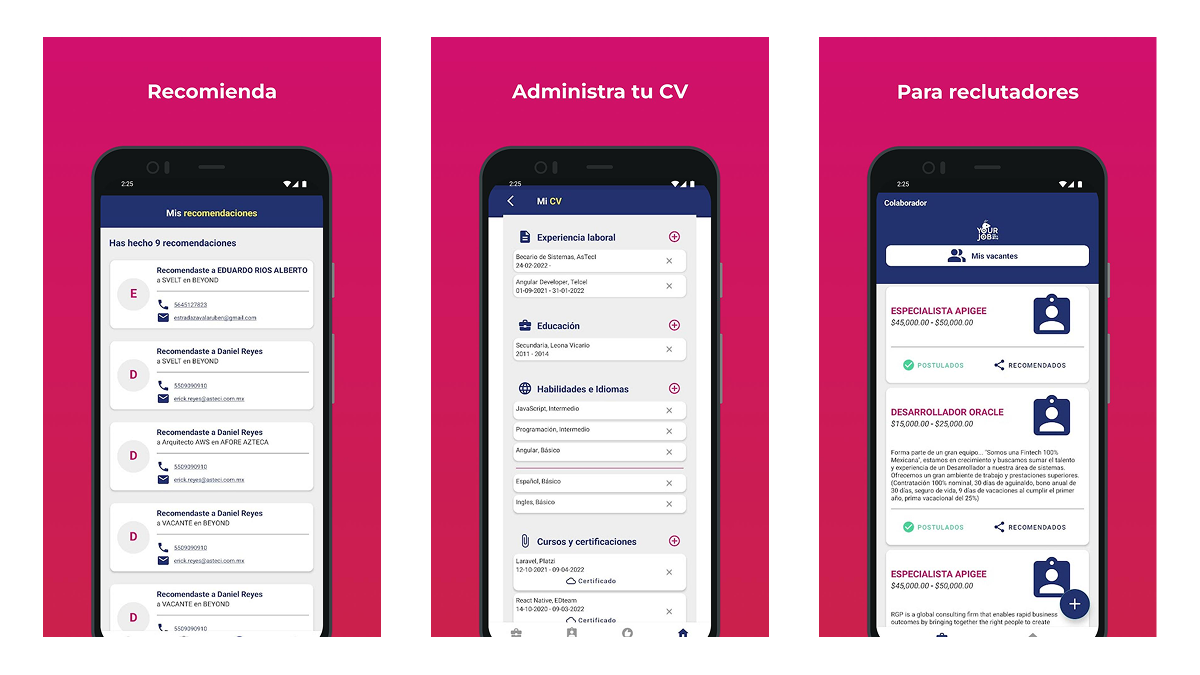 Recomienda
2:25
Mis recomendaciones
Has hecho 9 recomendaciones
E
Recomendaste a EDUARDO RIOS ALBERTO
a SVELT en BEYOND
5645127823
estradazavalaruben@gmail.com
D
Recomendaste a Daniel Reyes
a SVELT en BEYOND
5509090910
erick.reyes@asteci.com.mx
D
Recomendaste a Daniel Reyes
a Arquitecto AWS en AFORE AZTECA
5509090910
erick.reyes@asteci.com.mx
D
Recomendaste a Daniel Reyes
a VACANTE en BEYOND
5509090910
erick.reyes@asteci.com.mx
D
Recomendaste a Daniel Reyes
a VACANTE en BEYOND
5509090910
Administra tu CV
2:25
Mi CV
Experiencia laboral
Becario de Sistemas, AsTecI
24-02-2022 -
Angular Developer, Telcel
01-09-2021 - 31-01-2022
Educación
Secundaria, Leona Vicario
2011 - 2014
Habilidades e Idiomas
JavaScript, Intermedio
Programación, Intermedio
Angular, Básico
Español, Básico
Ingles, Básico
Cursos y certificaciones
Laravel, Platzi
12-10-2021 - 09-04-2022
Certificado
React Native, EDteam
14-10-2020 - 09-03-2022
Certificado
Para reclutadores
2:25
Colaborador
YOUR
JOB
Mis vacantes
ESPECIALISTA APIGEE
$45,000.00 - $50,000.00
POSTULADOS RECOMENDADOS
DESARROLLADOR ORACLE
$15,000.00 - $25,000.00
Forma parte de un gran equipo... "Somos una Fintech 100%
Mexicana", estamos en crecimiento y buscamos sumar el talento
y experiencia de un Desarrollador a nuestra área de sistemas.
Ofrecemos un gran ambiente de trabajo y prestaciones superiores.
(Contratación 100% nominal, 30 días de aguinaldo, bono anual de
30 días, seguro de vida, 9 días de vacaciones al cumplir el primer
año, prima vacacional del 25%)
POSTULADOS RECOMENDADOS
ESPECIALISTA APIGEE
$45,000.00 - $50,000.00
RGP is a global consulting firm that enables rapid business
outcomes by bringing together the right people to create